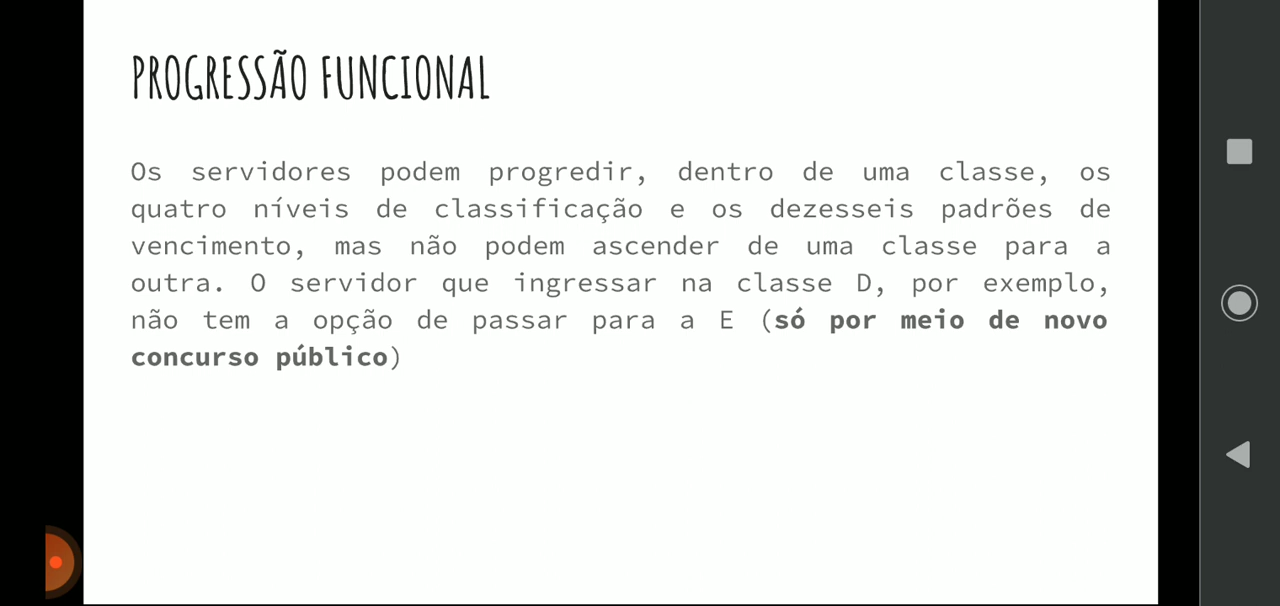 PROGRESSÃO FUNCIONAL
Os servidores podem progredir, dentro de uma classe, os
quatro níveis de classificação e os dezesseis padrões de
vencimento, mas não podem ascender de uma classe para a
outra. O servidor que ingressar na classe D, por exemplo,
não tem a opção de passar para a E (só por meio de novo
concurso público)